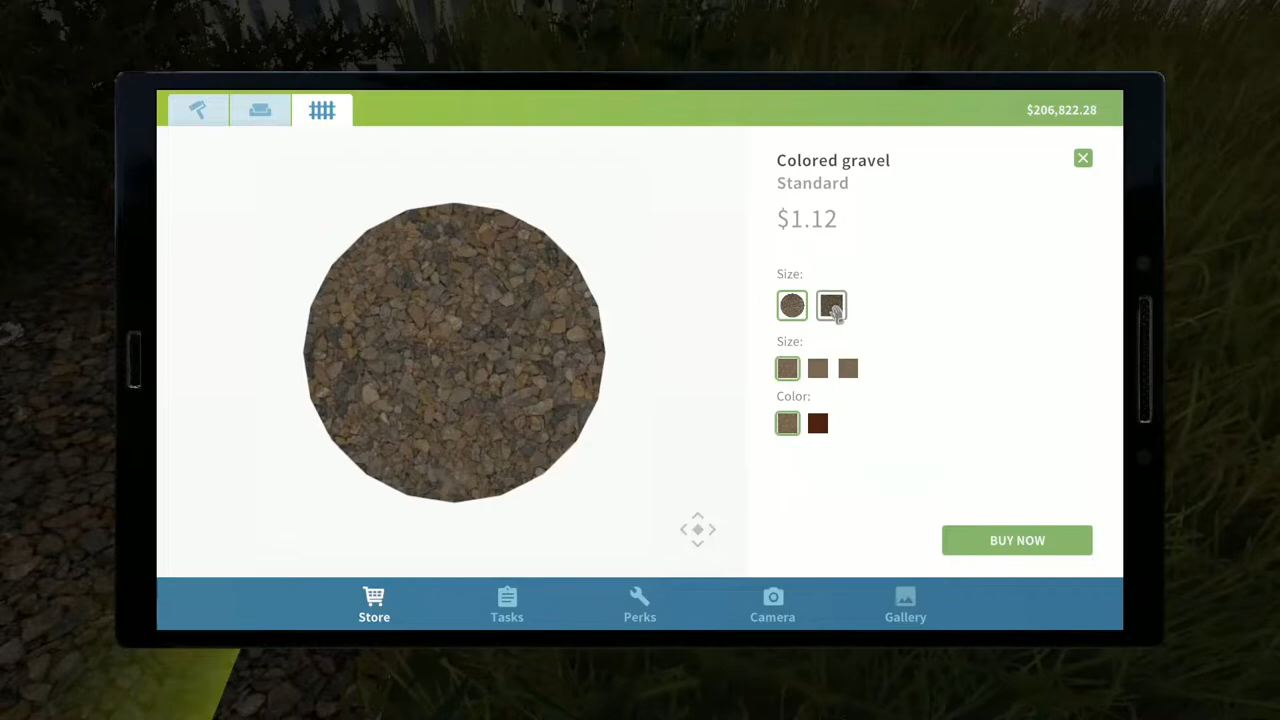 $206,822.28
Colored gravel
Standard
$1.12
Size:
Size:
Color:
BUY NOW
Store
Tasks
Perks
Camera
Gallery